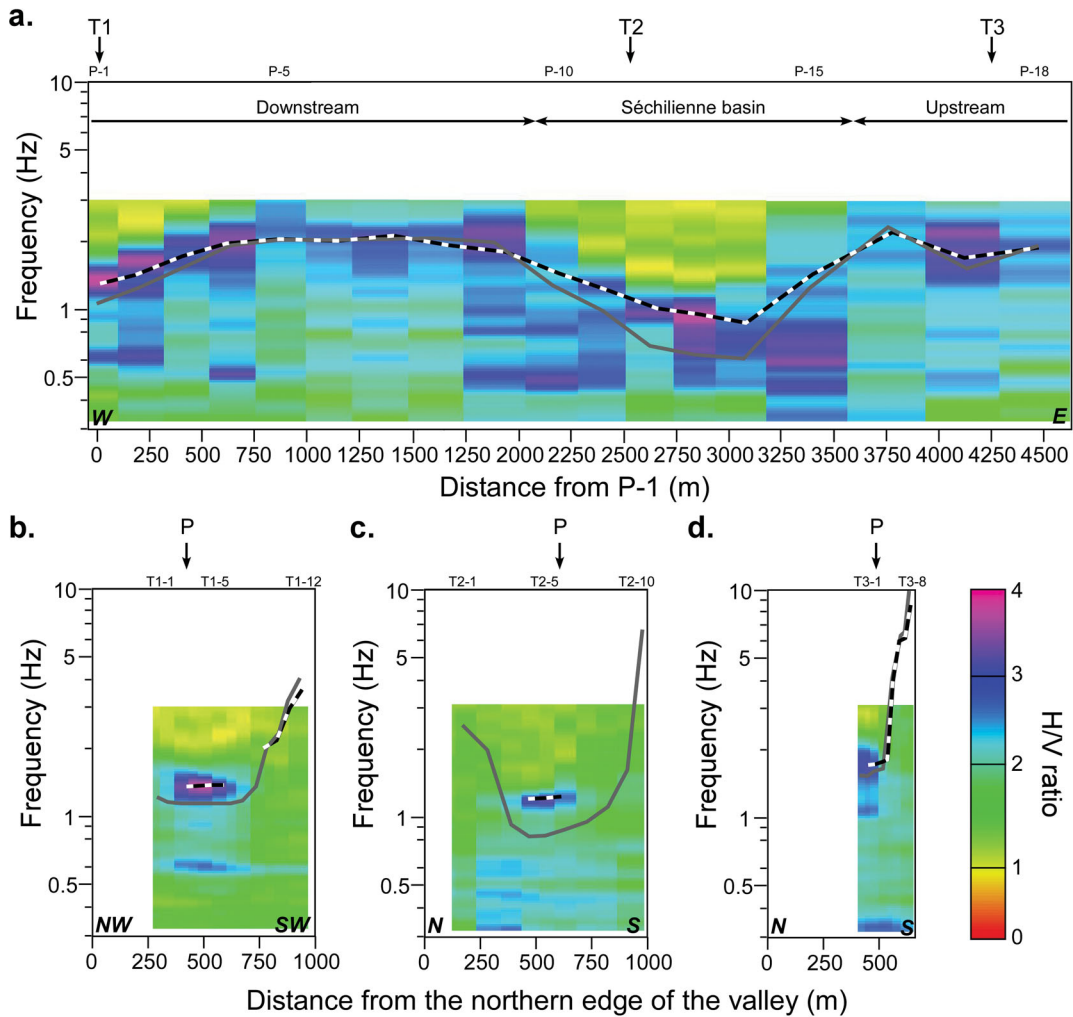 a.
T1 T2 T3
P-1 P-5 P-10 P-15 P-18
10
Downstream Séchilienne basin Upstream
5
Frequency (Hz)
1
0.5
W E
0 250 500 750 1000 1250 1500 1750 2000 2250 2500 2750 3000 3250 3500 3750 4000 4250 4500
Distance from P-1 (m)
b.
P
T1-1 T1-5 T1-12
10
5
Frequency (Hz)
1
0.5
NW SW
0 250 500 750 1000
c.
P
T2-1 T2-5 T2-10
10
5
Frequency (Hz)
1
0.5
N S
0 250 500 750 1000
d.
P
T3-1 T3-8
10
5
Frequency (Hz)
1
0.5
N S
0 250 500
4
3
2
1
0
H/V ratio
Distance from the northern edge of the valley (m)